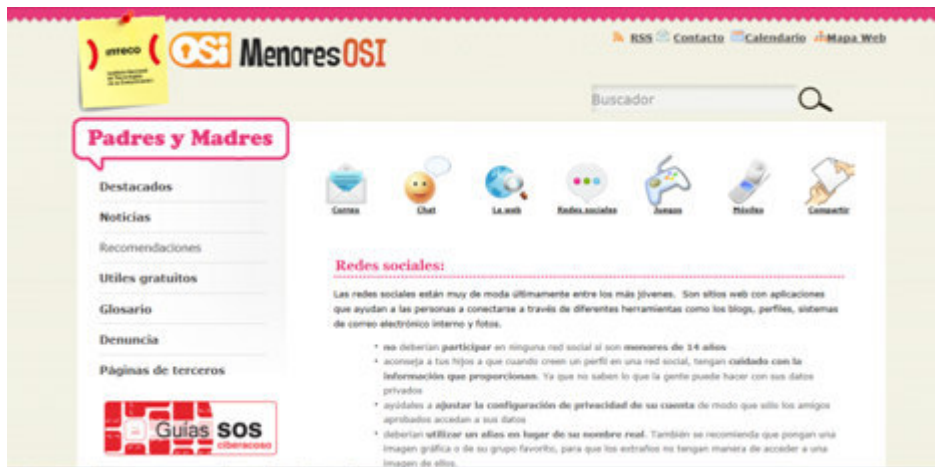 inteco
OSi MenoresOSI
RSS Contacto Calendario Mapa Web
Buscador
Padres y Madres
Destacados
Noticias
Recomendaciones
Utiles gratuitos
Glosario
Denuncia
Páginas de terceros
Guías SOS
ciberacoso
Correo Chat La web Redes sociales Juegos Móviles Compartir
Redes sociales:
Las redes sociales están muy de moda últimamente entre los más jóvenes. Son sitios web con aplicaciones
que ayudan a las personas a conectarse a través de diferentes herramientas como los blogs, perfiles, sistemas
de correo electrónico interno y fotos.
no deberían participar en ninguna red social si son menores de 14 años
aconseja a tus hijos a que cuando creen un perfil en una red social, tengan cuidado con la
información que proporcionan. Ya que no saben lo que la gente puede hacer con sus datos
privados
ayúdales a ajustar la configuración de privacidad de su cuenta de modo que sólo los amigos
aprobados accedan a sus datos
deberían utilizar un alias en lugar de su nombre real. También se recomienda que pongan una
imagen gráfica o de su grupo favorito, para que los extraños no tengan manera de acceder a una
imagen de ellos.